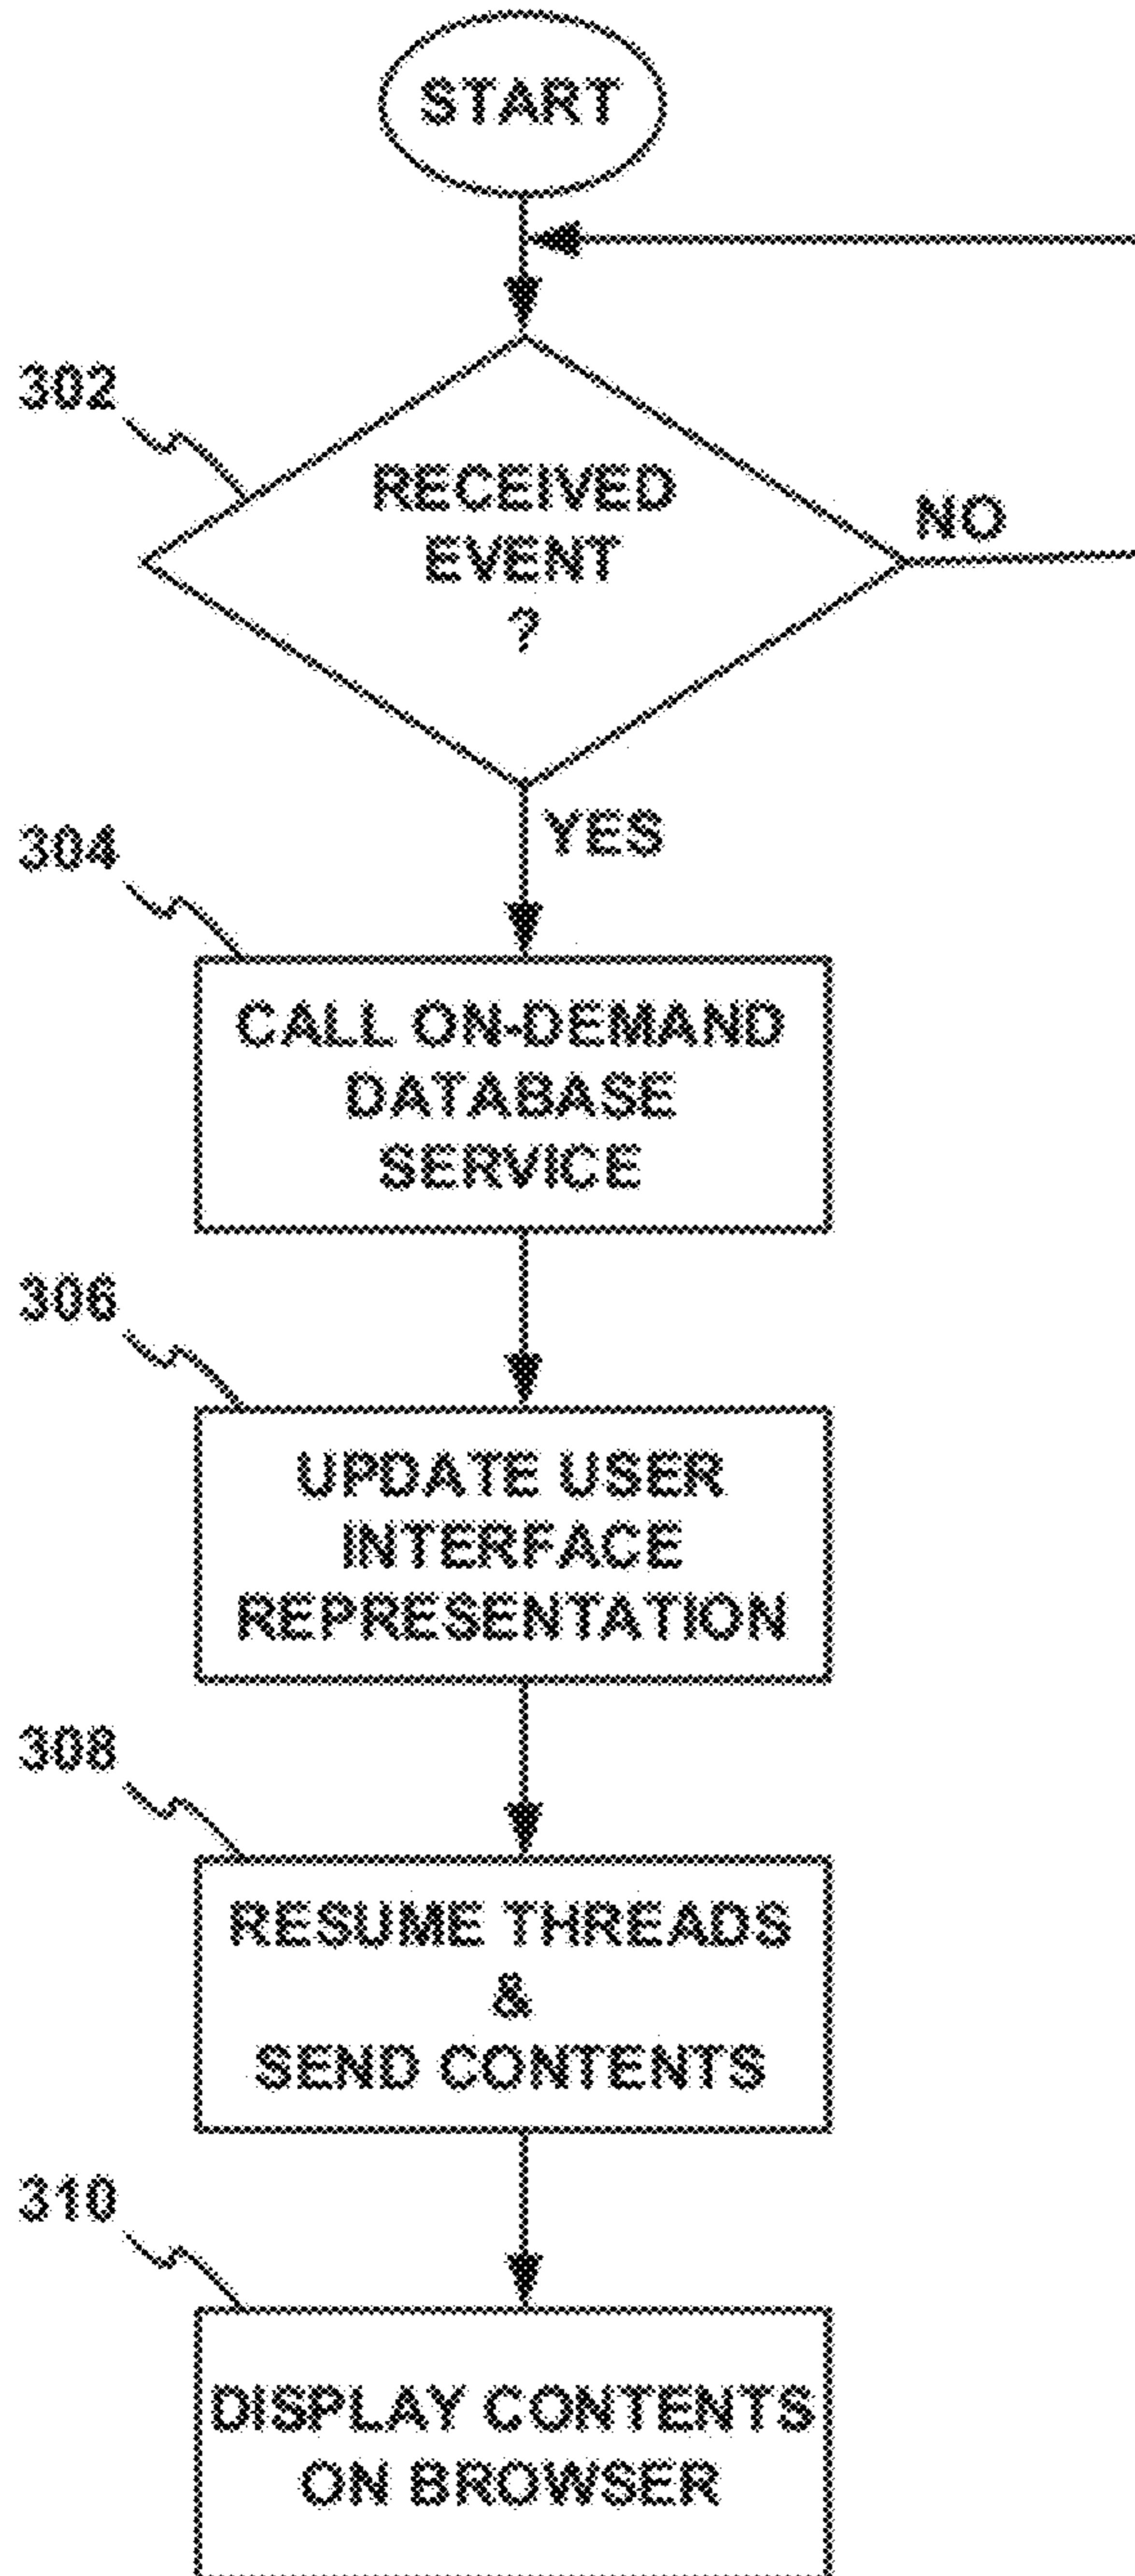 START
302
RECEIVED
EVENT
?
NO
YES
304
CALL ON-DEMAND
DATABASE
SERVICE
306
UPDATE USER
INTERFACE
REPRESENTATION
308
RESUME THREADS
&
SEND CONTENTS
310
DISPLAY CONTENTS
ON BROWSER